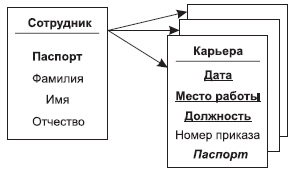 Сотрудник
Паспорт
Фамилия
Имя
Отчество
Карьера
Дата
Место работы
Должность
Номер приказа
Паспорт